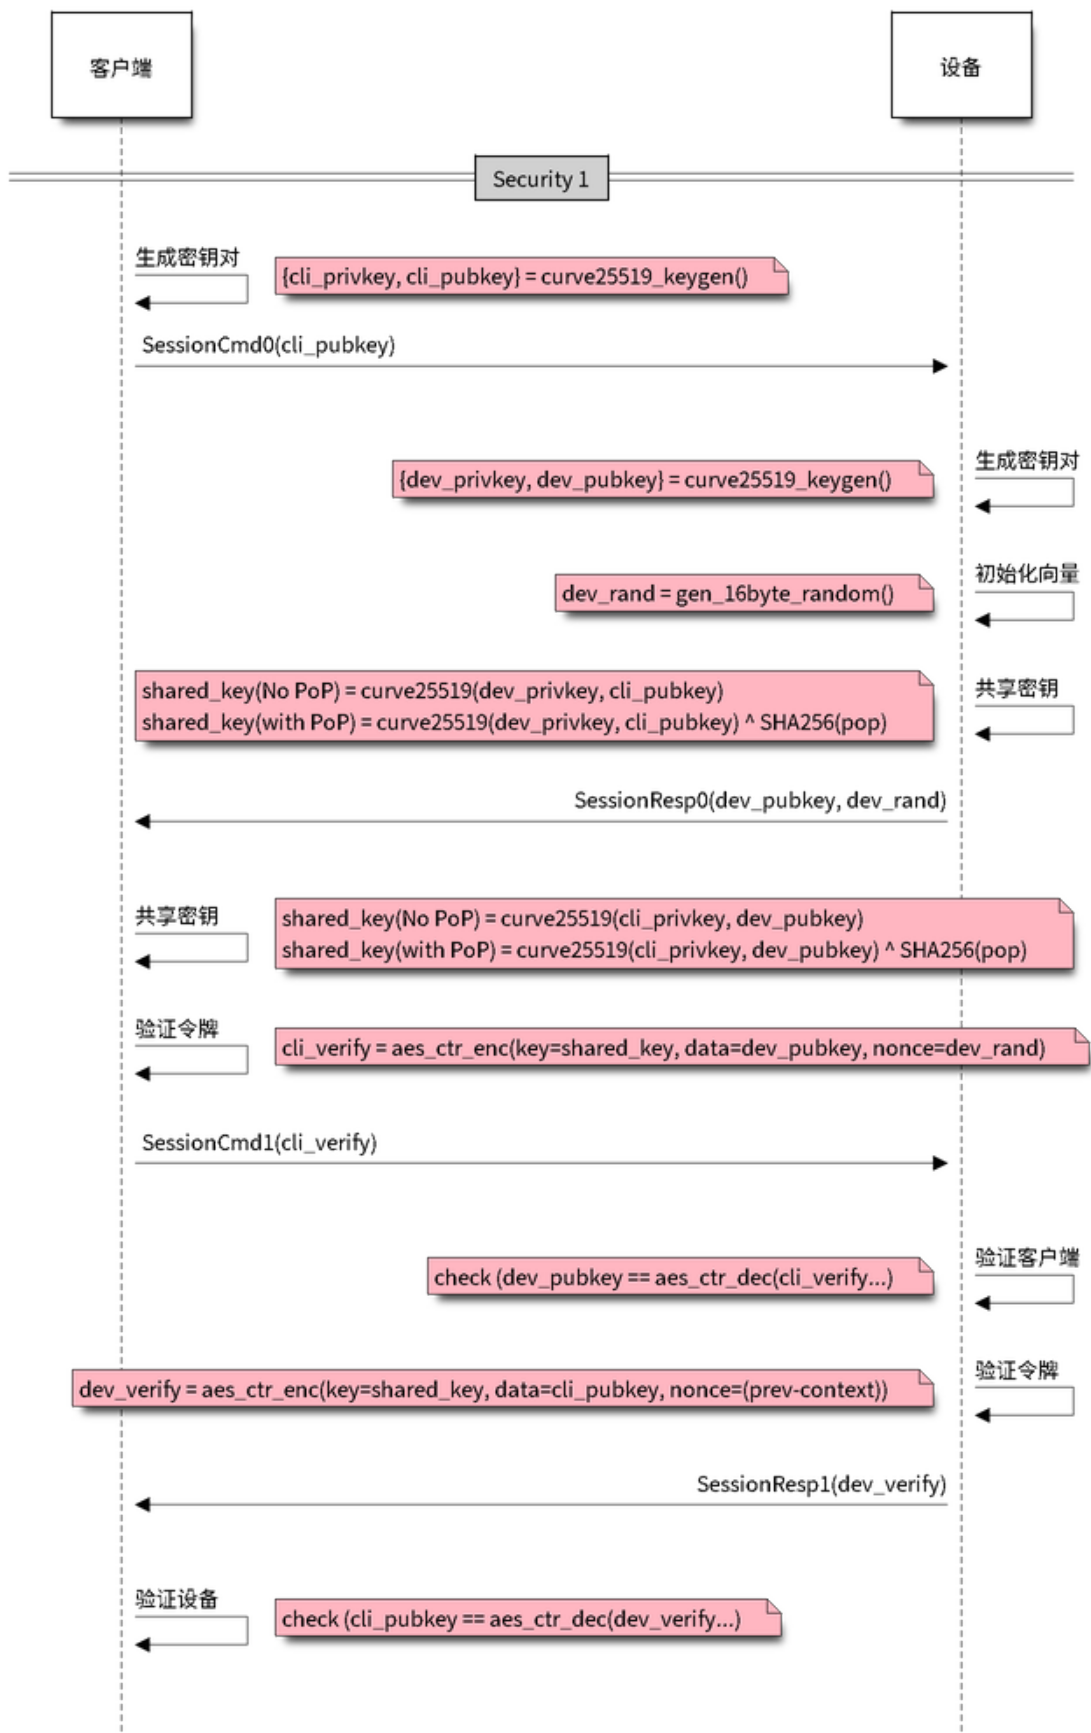 客户端
设备
Security 1
生成密钥对
{cli_privkey, cli_pubkey} = curve25519_keygen()
SessionCmd0(cli_pubkey)
生成密钥对
{dev_privkey, dev_pubkey} = curve25519_keygen()
初始化向量
dev_rand = gen_16byte_random()
共享密钥
shared_key(No PoP) = curve25519(dev_privkey, cli_pubkey)
shared_key(with PoP) = curve25519(dev_privkey, cli_pubkey) ^ SHA256(pop)
SessionResp0(dev_pubkey, dev_rand)
共享密钥
shared_key(No PoP) = curve25519(cli_privkey, dev_pubkey)
shared_key(with PoP) = curve25519(cli_privkey, dev_pubkey) ^ SHA256(pop)
验证令牌
cli_verify = aes_ctr_enc(key=shared_key, data=dev_pubkey, nonce=dev_rand)
SessionCmd1(cli_verify)
验证客户端
check (dev_pubkey == aes_ctr_dec(cli_verify...)
验证令牌
dev_verify = aes_ctr_enc(key=shared_key, data=cli_pubkey, nonce=(prev-context))
SessionResp1(dev_verify)
验证设备
check (cli_pubkey == aes_ctr_dec(dev_verify...)